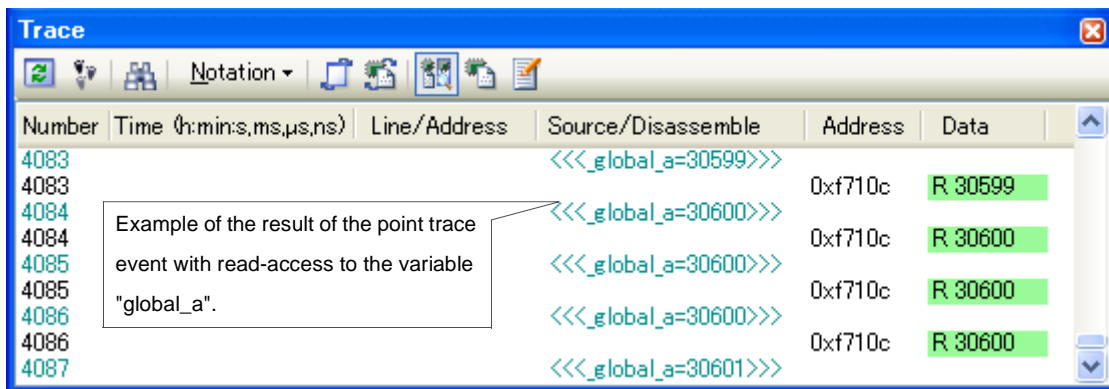 Trace
Notation
Number Time (h:min:s,ms,μs,ns) Line/Address Source/Disassemble Address Data
4083 <<<_global_a=30599>>>
4083 0xf710c R 30599
4084 <<<_global_a=30600>>>
4084 0xf710c R 30600
4085 <<<_global_a=30600>>>
4085 0xf710c R 30600
4086 <<<_global_a=30600>>>
4086 0xf710c R 30600
4087 <<<_global_a=30601>>>
Example of the result of the point trace
event with read-access to the variable
"global_a".